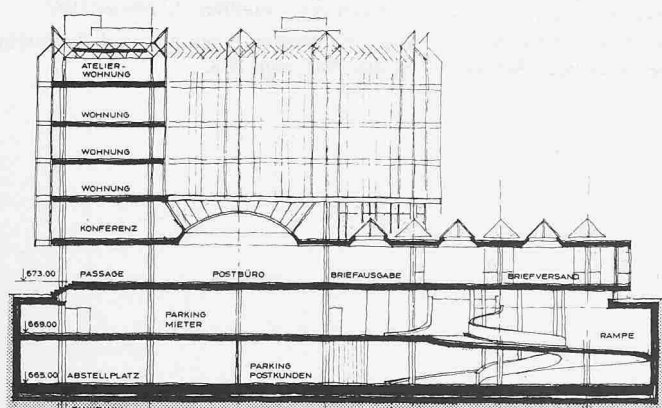 ATELIER-
WOHNUNG
WOHNUNG
WOHNUNG
WOHNUNG
KONFERENZ
673.00 PASSAGE POSTBÜRO BRIEFAUSGABE BRIEFVERSAND
669.00 PARKING
MIETER
RAMPE
665.00 ABSTELLPLATZ PARKING
POSTKUNDEN